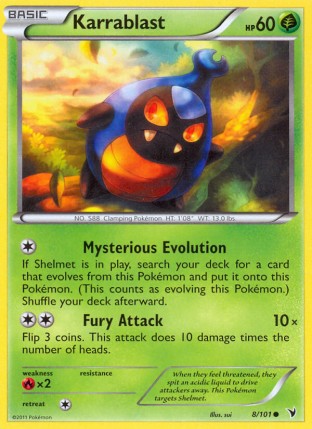 BASIC
Karrablast HP60
NO. 588 Clamping Pokémon. HT. 1'08" WT. 13.0 lbs.
Mysterious Evolution
If Shelmet is in play, search your deck for a card
that evolves from this Pokémon and put it onto this
Pokémon. (This counts as evolving this Pokémon.)
Shuffle your deck afterward.
Fury Attack 10×
Flip 3 coins. This attack does 10 damage times the
number of heads.
weakness resistance
×2
When they feel threatened, they
spit an acidic liquid to drive
attackers away. This Pokémon
targets Shelmet.
retreat
©2011 Pokémon
Illus. sui
8/101